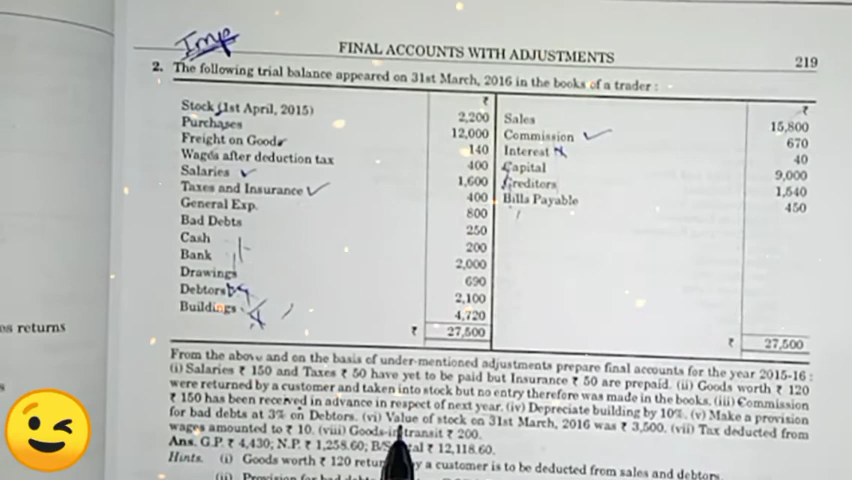 Imp
FINAL ACCOUNTS WITH ADJUSTMENTS 219
2. The following trial balance appeared on 31st March, 2016 in the books of a trader :
₹ ₹
Stock (1st April, 2015) 2,200 Sales 15,800
Purchases 12,000 Commission 670
Freight on Goods 140 Interest 40
Wages after deduction tax 400 Capital 9,000
Salaries 1,600 Creditors 1,540
Taxes and Insurance 400 Bills Payable 450
General Exp. 800
Bad Debts 250
Cash 200
Bank 2,000
Drawings 690
Debtors 2,100
Buildings 4,720
₹ 27,500 ₹ 27,500
es returns
From the above and on the basis of under-mentioned adjustments prepare final accounts for the year 2015-16 :
(i) Salaries ₹ 150 and Taxes ₹ 50 have yet to be paid but Insurance ₹ 50 are prepaid. (ii) Goods worth ₹ 120
were returned by a customer and taken into stock but no entry therefore was made in the books. (iii) Commission
₹ 150 has been received in advance in respect of next year. (iv) Depreciate building by 10%. (v) Make a provision
for bad debts at 3% on Debtors. (vi) Value of stock on 31st March, 2016 was ₹ 3,500. (vii) Tax deducted from
wages amounted to ₹ 10. (viii) Goods-in-transit ₹ 200.
Ans. G.P. ₹ 4,430; N.P. ₹ 1,258.60; B/S ₹ 12,118.60.
Hints. (i) Goods worth ₹ 120 by a customer is to be deducted from sales and debtors.
(ii) Provision for bad